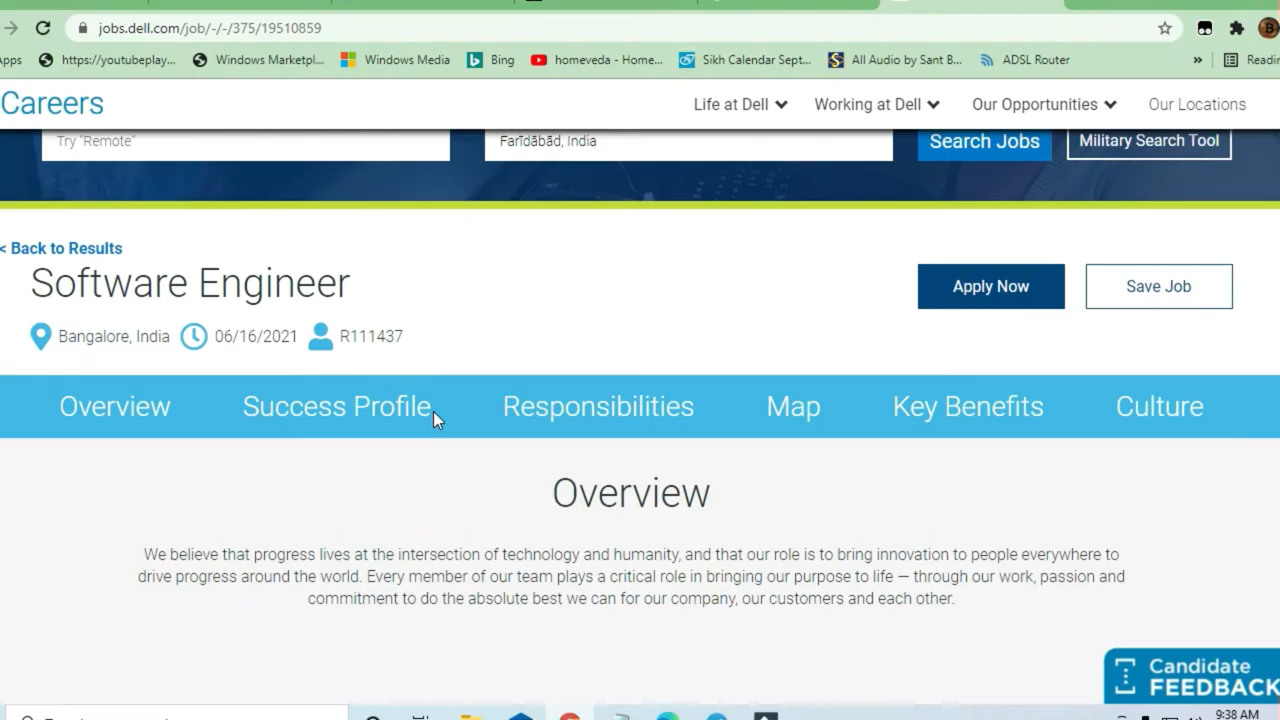 jobs.dell.com/job/-/-/375/19510859
pps https://youtubeplay... Windows Marketpl... Windows Media Bing homeveda - Home... Sikh Calendar Sept... All Audio by Sant B... ADSL Router » Readin
Careers Life at Dell Working at Dell Our Opportunities Our Locations
Try "Remote" Farīdābād, India Search Jobs Military Search Tool
< Back to Results
Software Engineer Apply Now Save Job
Bangalore, India 06/16/2021 R111437
Overview Success Profile Responsibilities Map Key Benefits Culture
Overview
We believe that progress lives at the intersection of technology and humanity, and that our role is to bring innovation to people everywhere to
drive progress around the world. Every member of our team plays a critical role in bringing our purpose to life — through our work, passion and
commitment to do the absolute best we can for our company, our customers and each other.
Candidate
FEEDBACK
9:38 AM